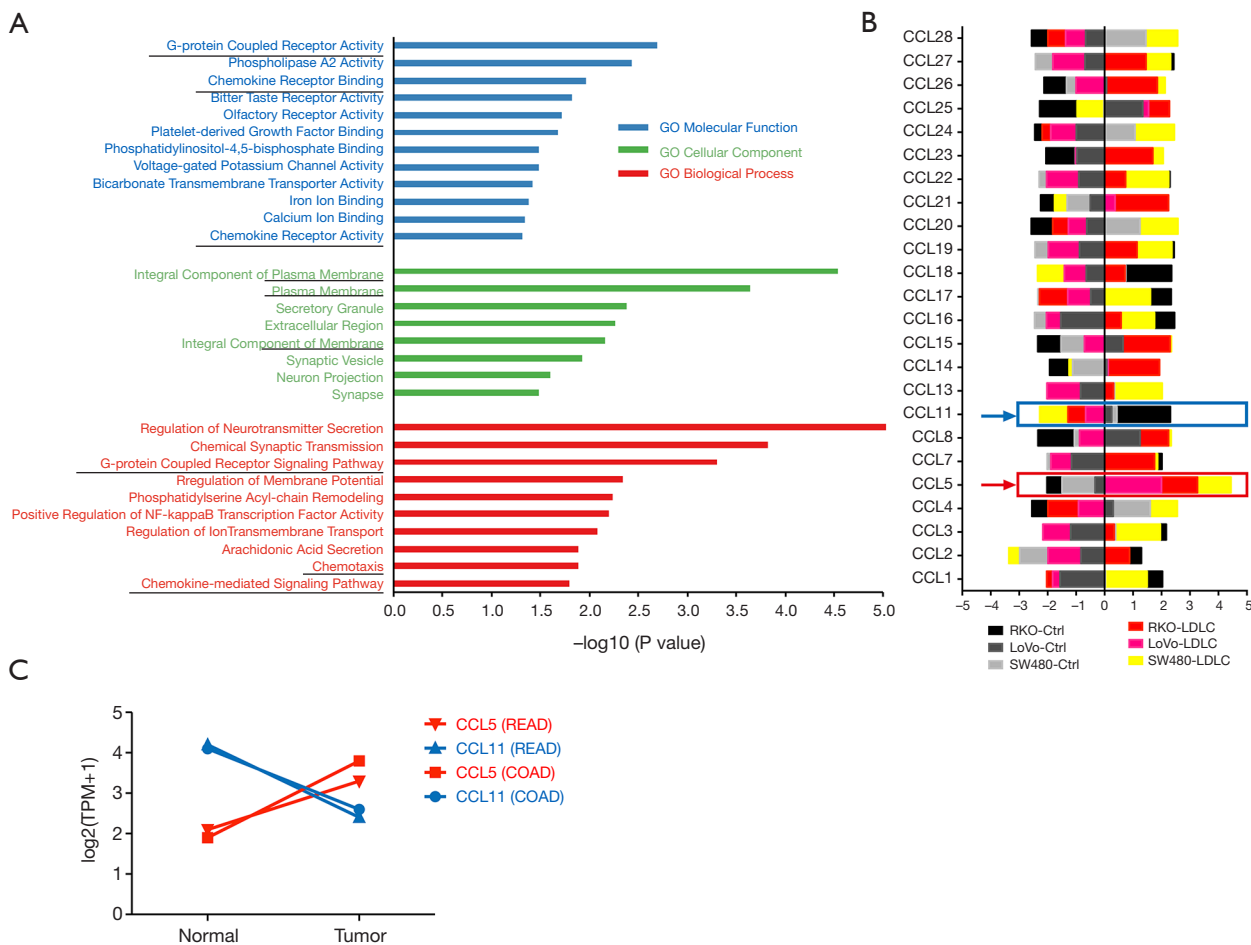 A
G-protein Coupled Receptor Activity
Phospholipase A2 Activity
Chemokine Receptor Binding
Bitter Taste Receptor Activity
Olfactory Receptor Activity
Platelet-derived Growth Factor Binding
Phosphatidylinositol-4,5-bisphosphate Binding
Voltage-gated Potassium Channel Activity
Bicarbonate Transmembrane Transporter Activity
Iron Ion Binding
Calcium Ion Binding
Chemokine Receptor Activity
Integral Component of Plasma Membrane
Plasma Membrane
Secretory Granule
Extracellular Region
Integral Component of Membrane
Synaptic Vesicle
Neuron Projection
Synapse
Regulation of Neurotransmitter Secretion
Chemical Synaptic Transmission
G-protein Coupled Receptor Signaling Pathway
Rregulation of Membrane Potential
Phosphatidylserine Acyl-chain Remodeling
Positive Regulation of NF-kappaB Transcription Factor Activity
Regulation of IonTransmembrane Transport
Arachidonic Acid Secretion
Chemotaxis
Chemokine-mediated Signaling Pathway
GO Molecular Function
GO Cellular Component
GO Biological Process
0.0 0.5 1.0 1.5 2.0 2.5 3.0 3.5 4.0 4.5 5.0
–log10 (P value)
B
CCL28
CCL27
CCL26
CCL25
CCL24
CCL23
CCL22
CCL21
CCL20
CCL19
CCL18
CCL17
CCL16
CCL15
CCL14
CCL13
CCL11
CCL8
CCL7
CCL5
CCL4
CCL3
CCL2
CCL1
–5 –4 –3 –2 –1 0 1 2 3 4 5
RKO-Ctrl
LoVo-Ctrl
SW480-Ctrl
RKO-LDLC
LoVo-LDLC
SW480-LDLC
C
log2(TPM+1)
5
4
3
2
1
0
Normal Tumor
CCL5 (READ)
CCL11 (READ)
CCL5 (COAD)
CCL11 (COAD)